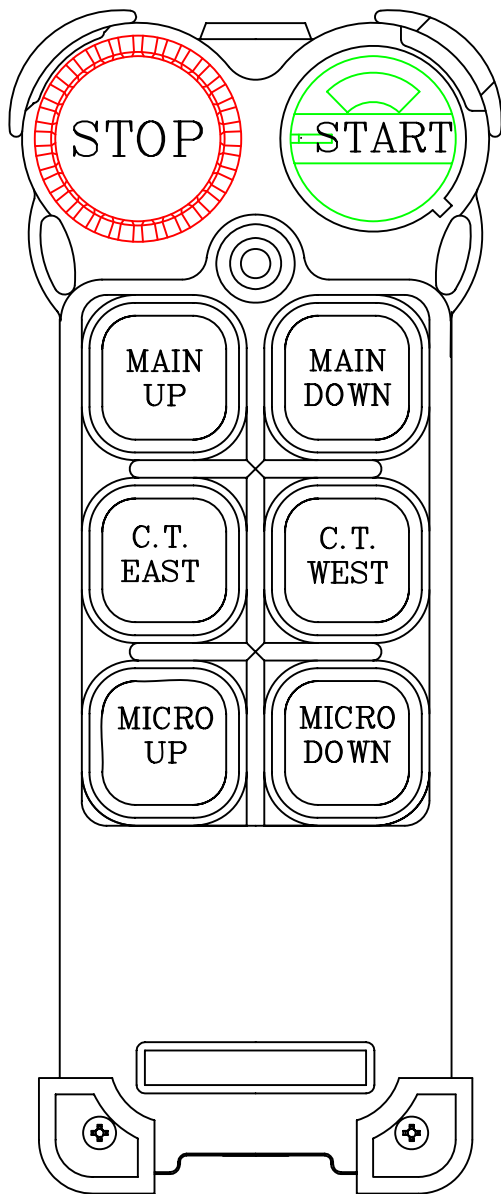 STOP
START
MAIN
UP
MAIN
DOWN
C.T.
EAST
C.T.
WEST
MICRO
UP
MICRO
DOWN